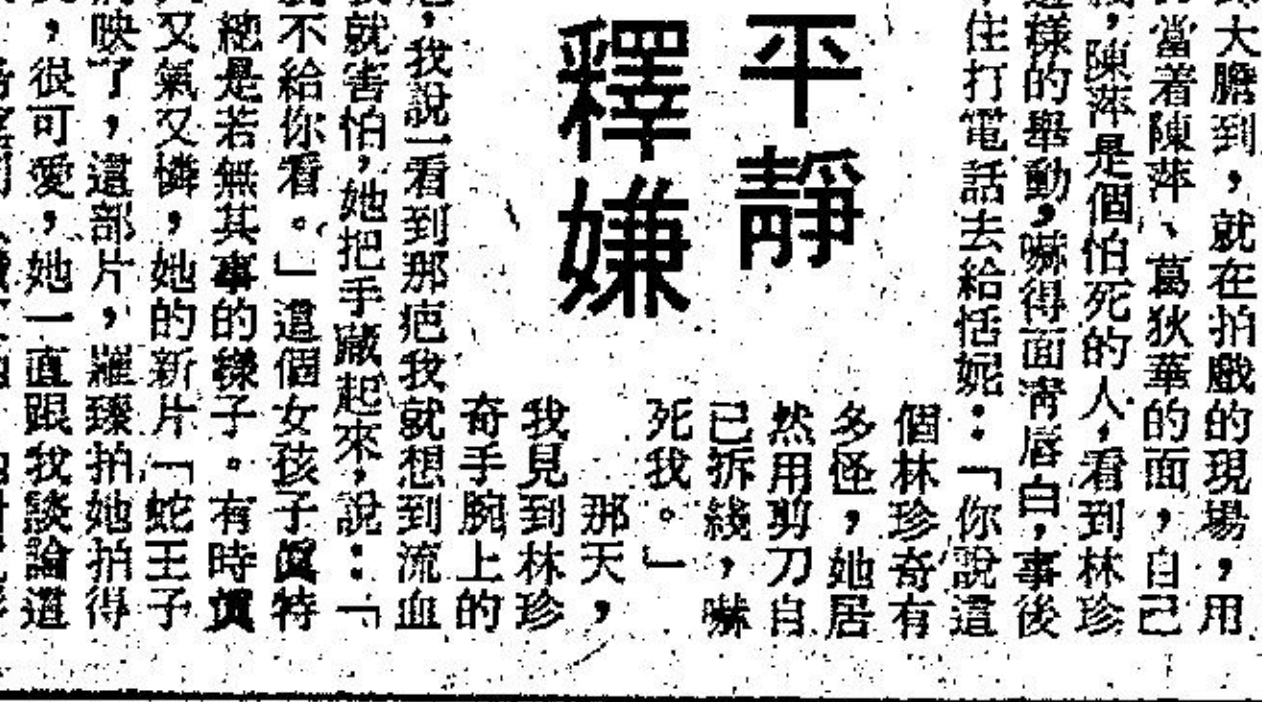 大膽到，就在拍戲的現場，用
當着陳萍、葛狄華的面，自己
，陳萍是個怕死的人，看到林珍
這樣的舉動，嚇得面青唇白，事後
住打電話去給恬妮：「你說這
個林珍奇有
多怪，她居
然用剪刀自
已拆綫，嚇
死我。」
平靜
釋嫌
那天，
我見到林珍
奇手腕上的
疤，我說一看到那疤我就想到流血
我就害怕，她把手藏起來，說：「
不給你看。」這個女孩子眞特
總是若無其事的樣子。有時眞
又氣又憐，她的新片「蛇王子
映了，這部片，羅臻拍她拍得
，很可愛，她一直跟我談論這